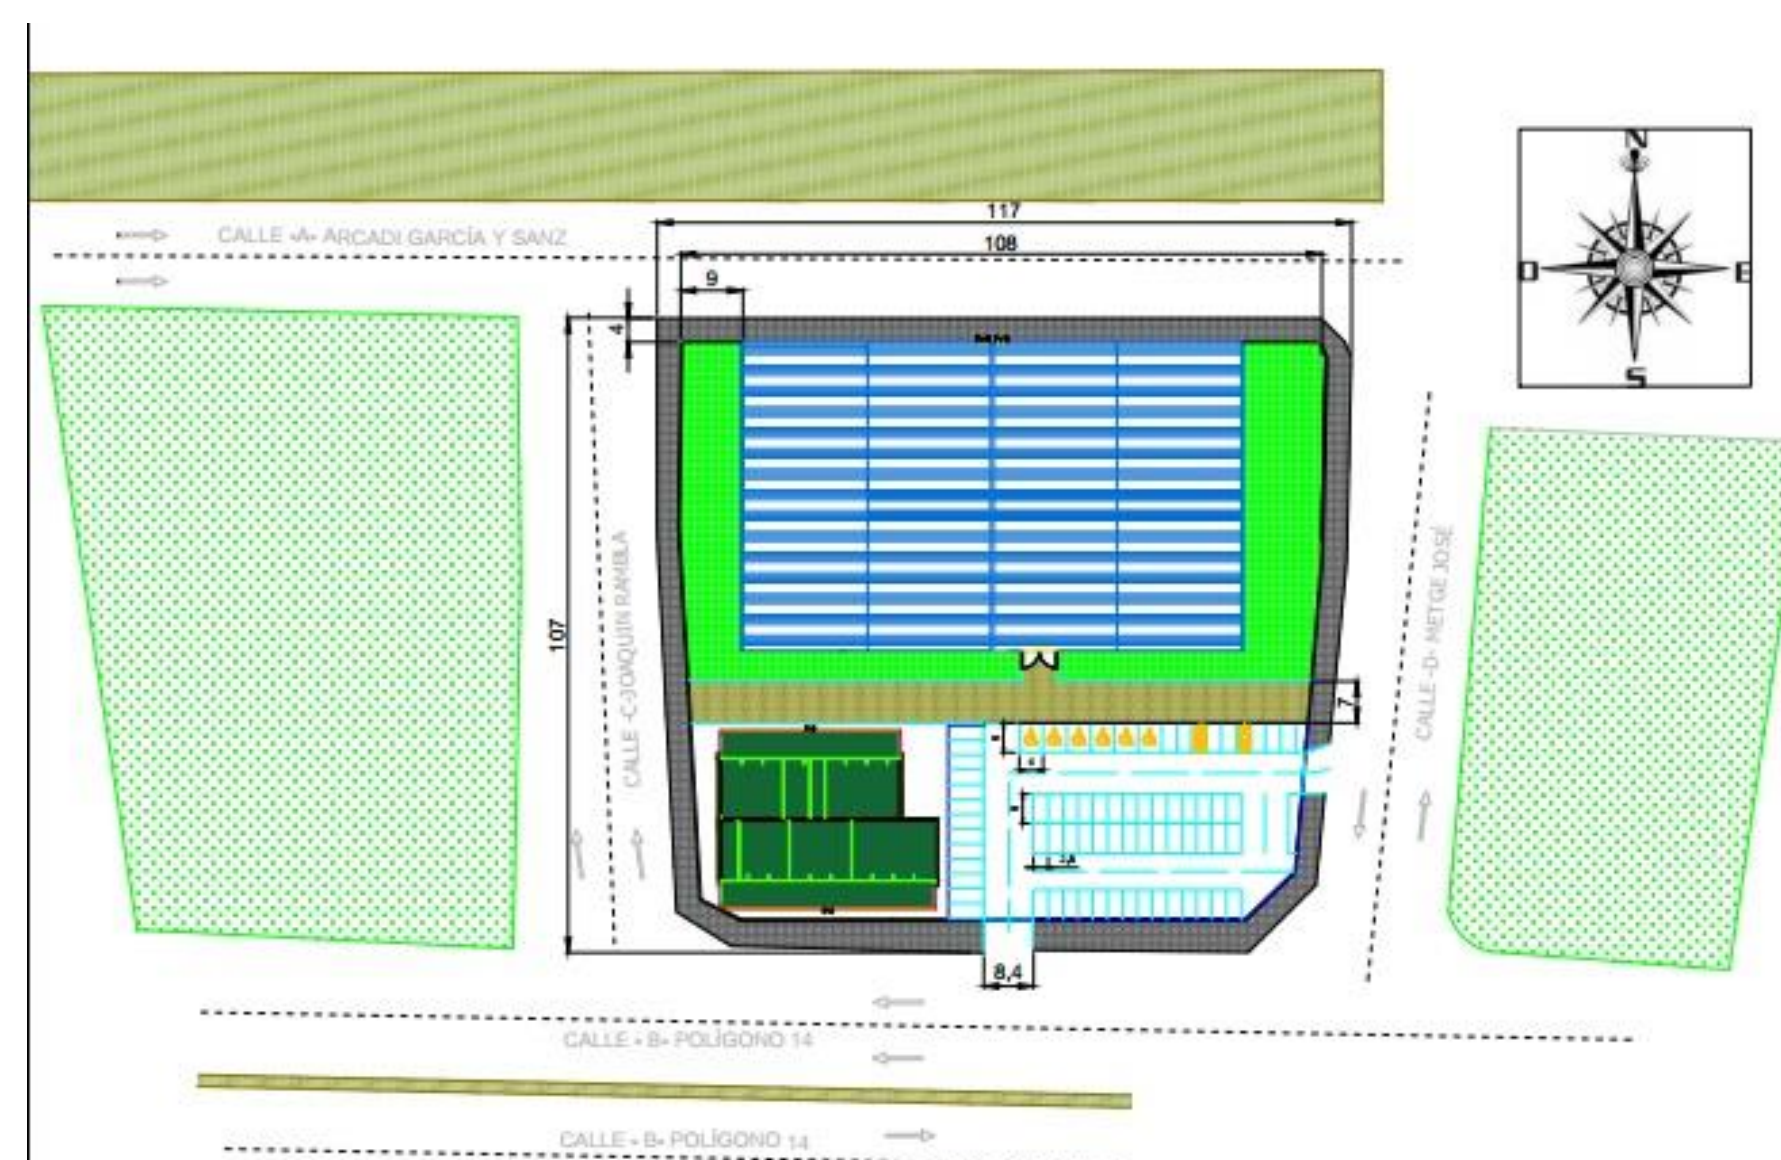 N
O
E
S
117
CALLE «A» ARCADI GARCÍA Y SANZ
108
9
4
107
CALLE «C»JOAQUIN RAMBLA
CALLE «D» METGE JOSÉ
7
8,4
CALLE « B» POLÍGONO 14
CALLE « B» POLÍGONO 14